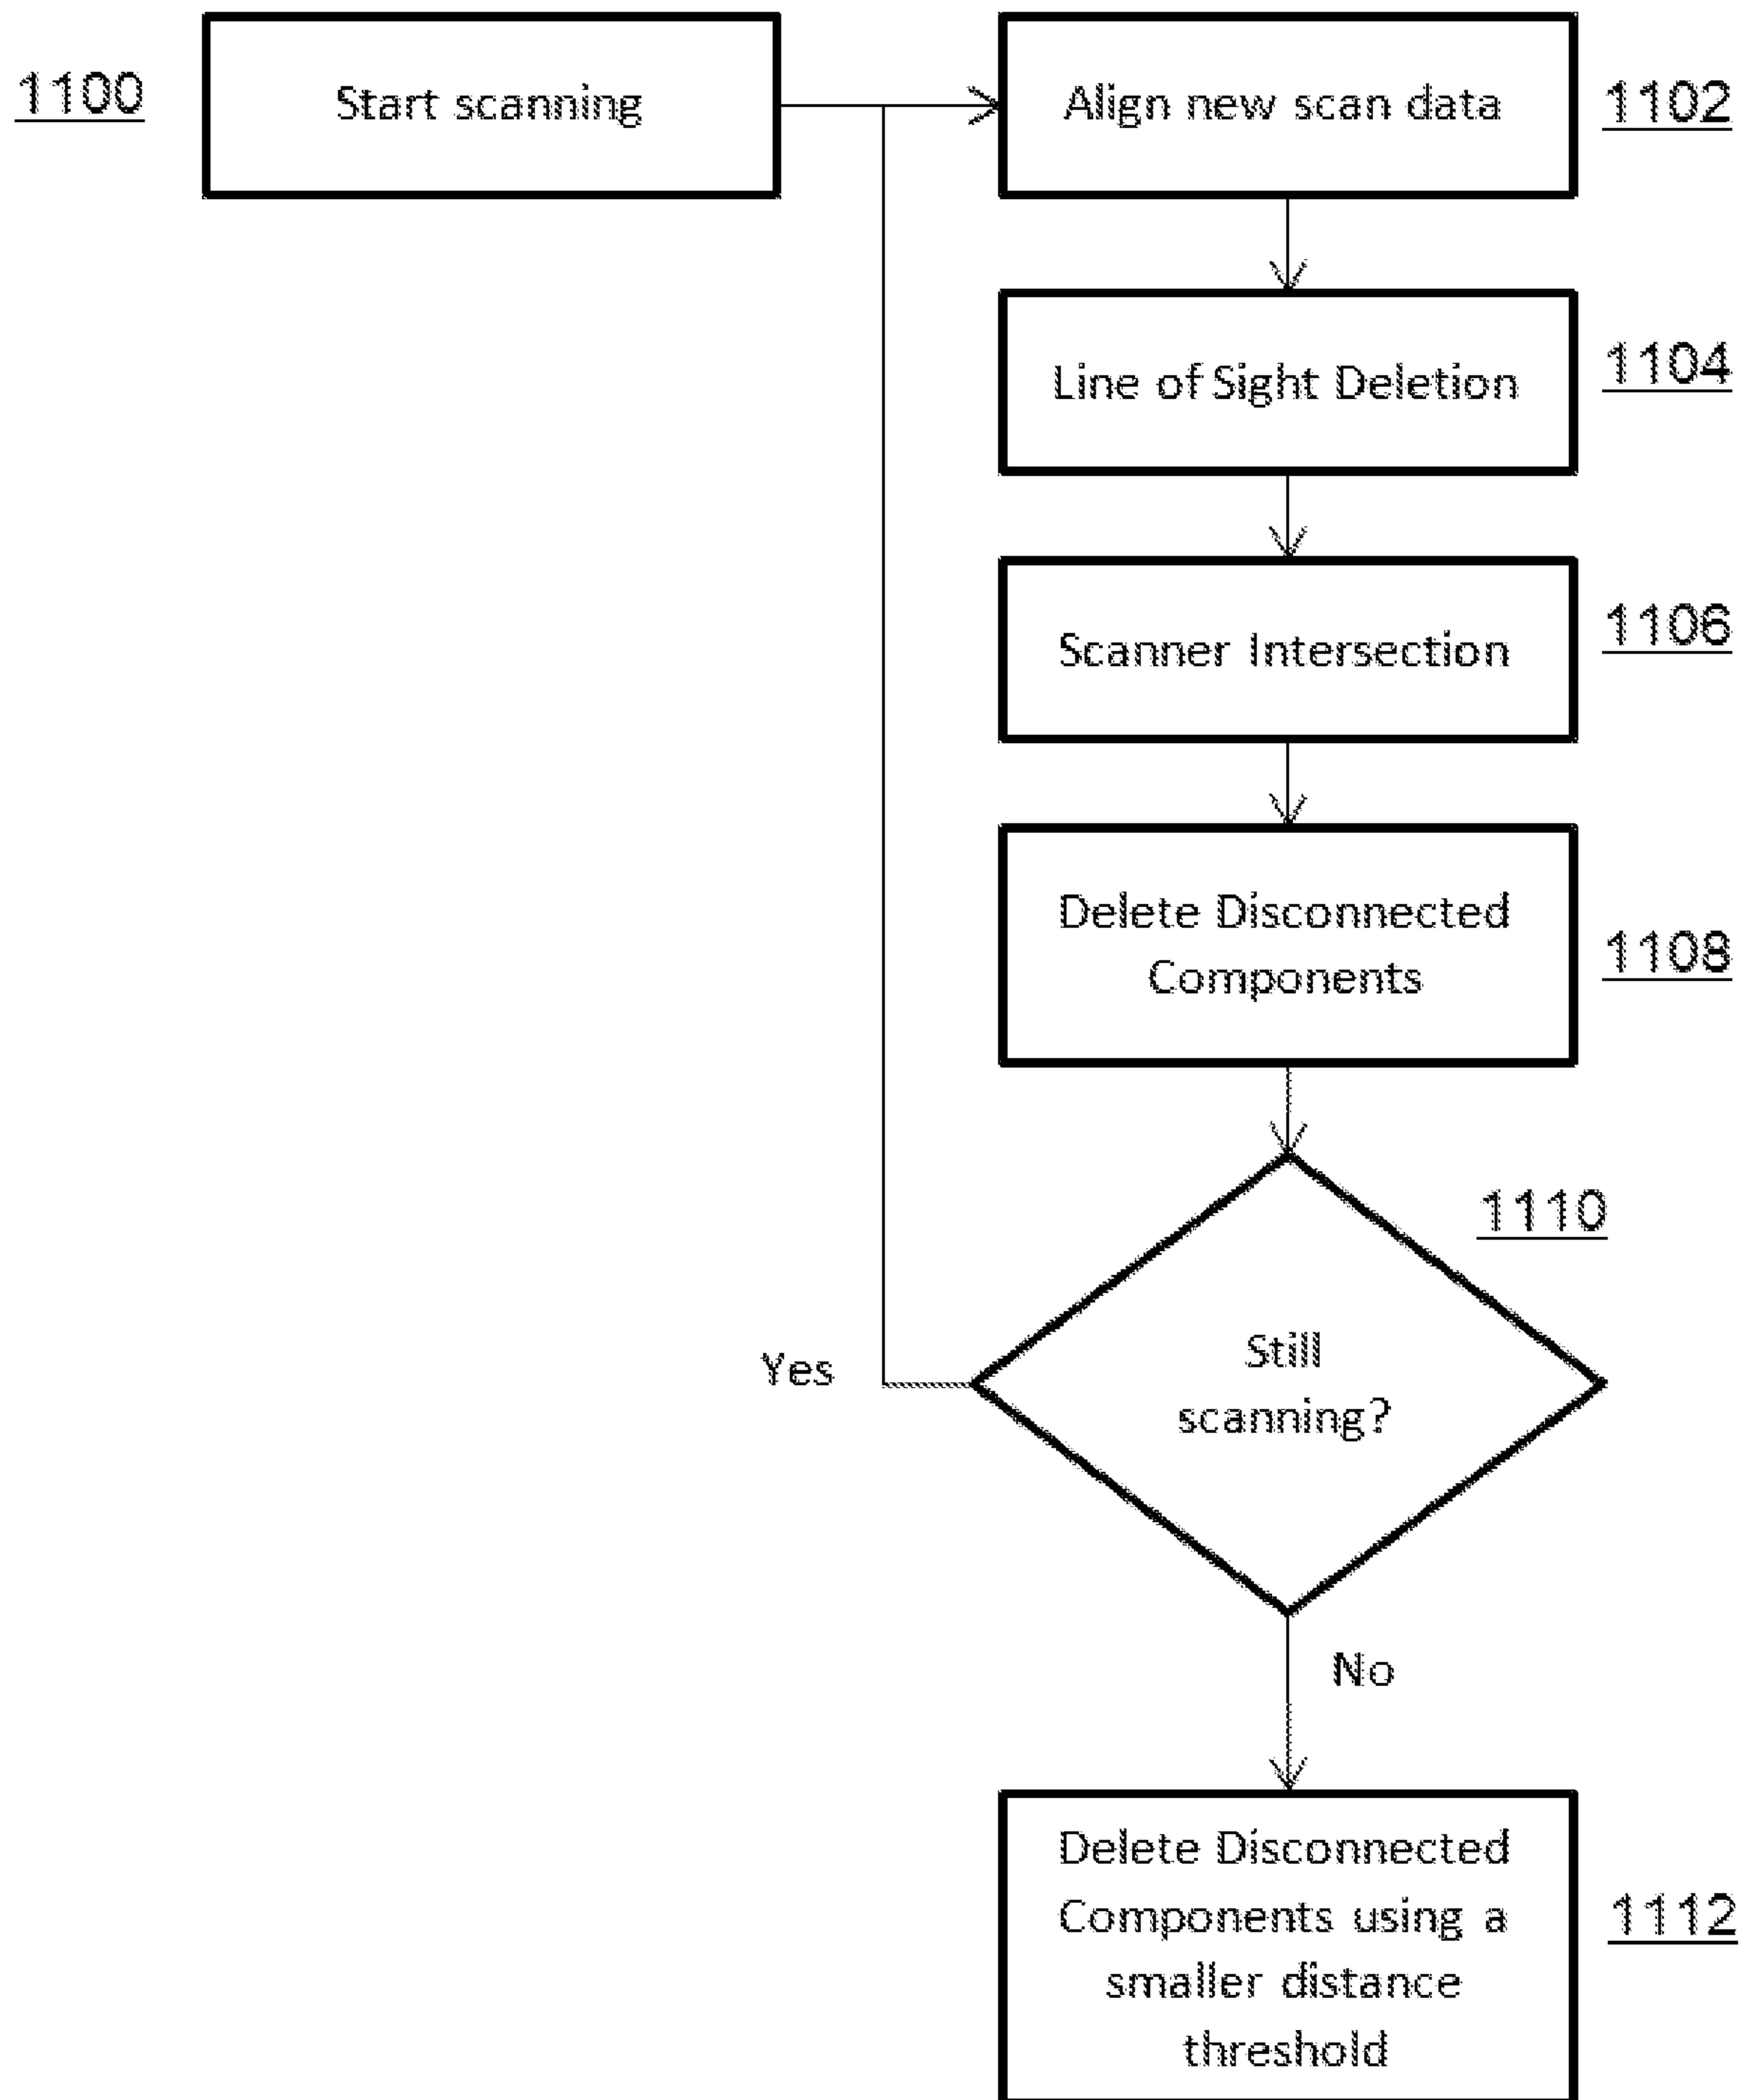 1100
Start scanning
Align new scan data
1102
Line of Sight Deletion
1104
Scanner Intersection
1106
Delete Disconnected
Components
1108
1110
Still
scanning?
Yes
No
Delete Disconnected
Components using a
smaller distance
threshold
1112